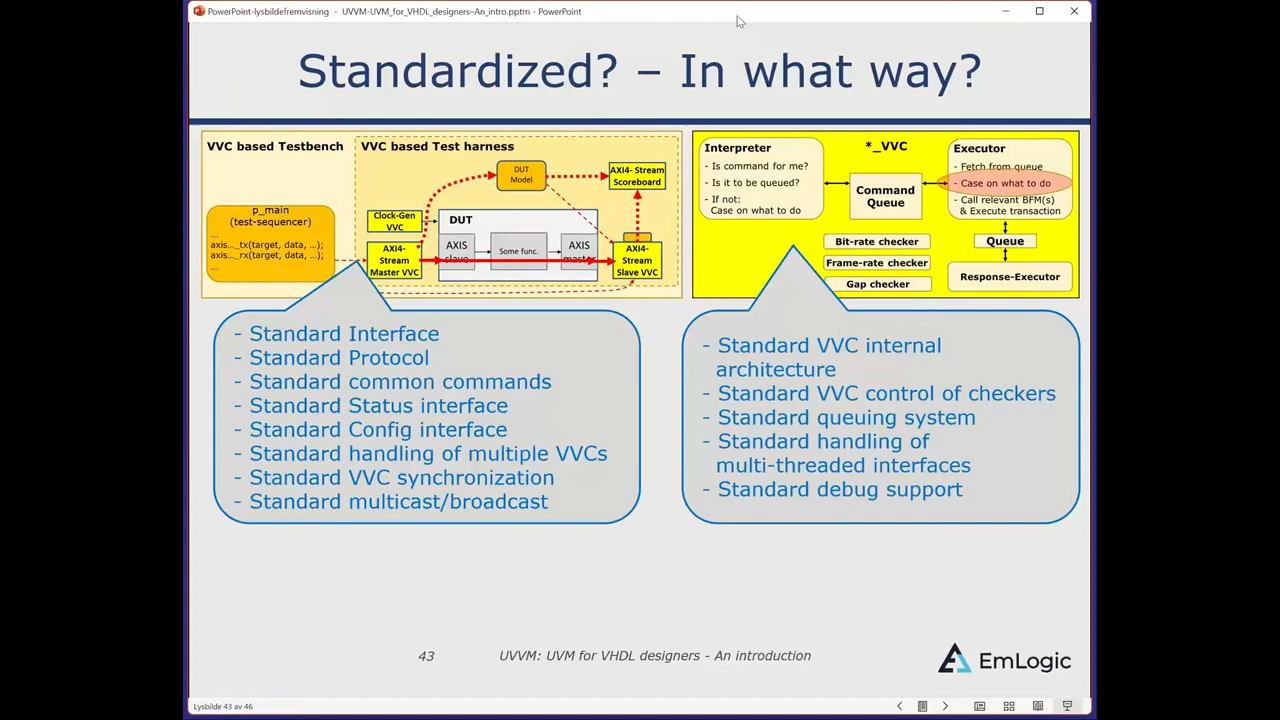 PowerPoint-lysbildefremvisning - UVVM-UVM_for_VHDL_designers–An_intro.pptm - PowerPoint
Standardized? – In what way?
VVC based Testbench
p_main
(test-sequencer)
...
axis..._tx(target, data, ...);
axis..._rx(target, data, ...);
...
VVC based Test harness
DUT
Model
AXI4- Stream
Scoreboard
Clock-Gen
VVC
AXI4-
Stream
Master VVC
DUT
AXIS
slave
Some func.
AXIS
master
AXI4-
Stream
Slave VVC
*_VVC
Interpreter
- Is command for me?
- Is it to be queued?
- If not:
Case on what to do
Command
Queue
Executor
- Fetch from queue
- Case on what to do
- Call relevant BFM(s)
& Execute transaction
Bit-rate checker
Frame-rate checker
Gap checker
Queue
Response-Executor
- Standard Interface
- Standard Protocol
- Standard common commands
- Standard Status interface
- Standard Config interface
- Standard handling of multiple VVCs
- Standard VVC synchronization
- Standard multicast/broadcast
- Standard VVC internal
architecture
- Standard VVC control of checkers
- Standard queuing system
- Standard handling of
multi-threaded interfaces
- Standard debug support
43
UVVM: UVM for VHDL designers - An introduction
EmLogic
Lysbilde 43 av 46